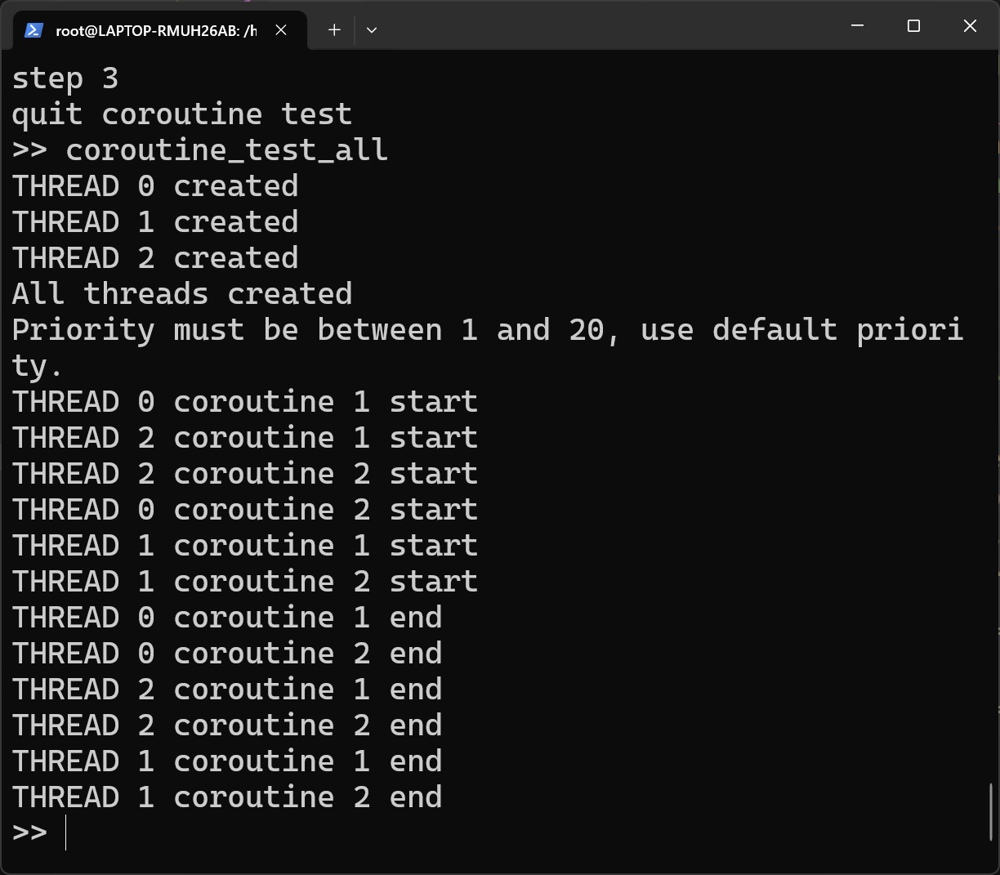 root@LAPTOP-RMUH26AB: /h
step 3
quit coroutine test
>> coroutine_test_all
THREAD 0 created
THREAD 1 created
THREAD 2 created
All threads created
Priority must be between 1 and 20, use default priori
ty.
THREAD 0 coroutine 1 start
THREAD 2 coroutine 1 start
THREAD 2 coroutine 2 start
THREAD 0 coroutine 2 start
THREAD 1 coroutine 1 start
THREAD 1 coroutine 2 start
THREAD 0 coroutine 1 end
THREAD 0 coroutine 2 end
THREAD 2 coroutine 1 end
THREAD 2 coroutine 2 end
THREAD 1 coroutine 1 end
THREAD 1 coroutine 2 end
>>